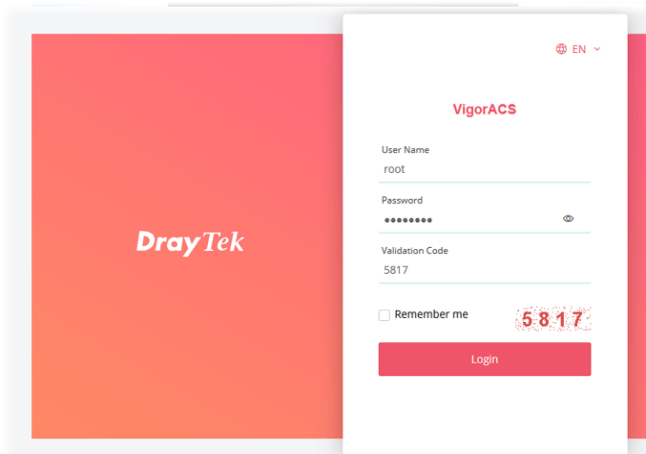 EN
VigorACS
User Name
root
Password
••••••••
DrayTek
Validation Code
5817
Remember me
5817
Login